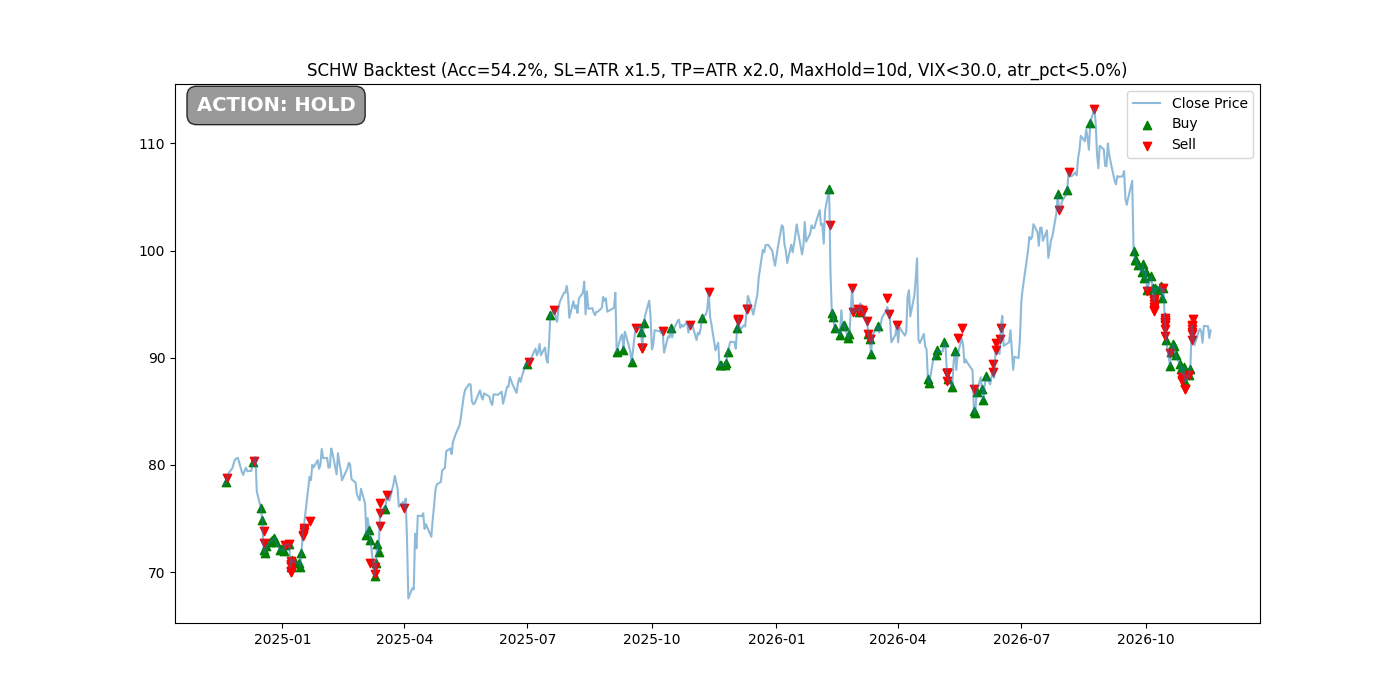 SCHW Backtest (Acc=54.2%, SL=ATR x1.5, TP=ATR x2.0, MaxHold=10d, VIX<30.0, atr_pct<5.0%)
ACTION: HOLD
Close Price
Buy
Sell
110
100
90
80
70
2025-01
2025-04
2025-07
2025-10
2026-01
2026-04
2026-07
2026-10